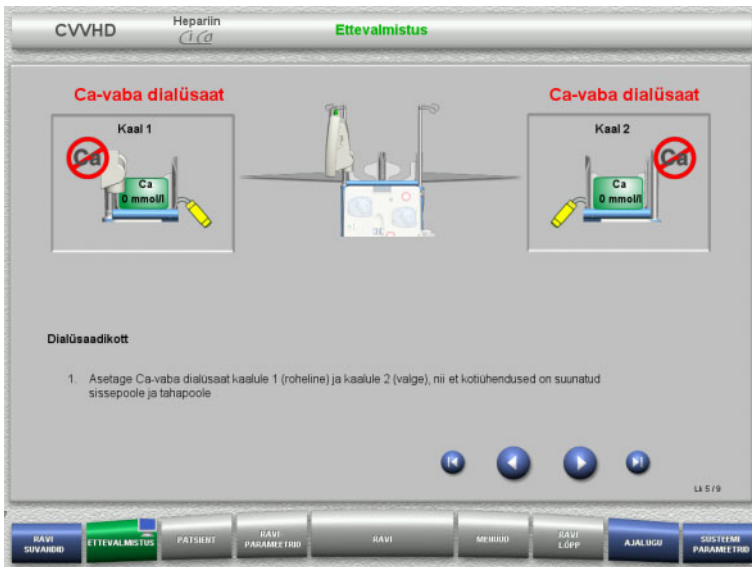 CVVHD
Hepariin
Ci Ca
Ettevalmistus
Ca-vaba dialüsaat
Ca-vaba dialüsaat
Kaal 1
Kaal 2
Ca
Ca
Ca
0 mmol/l
Ca
0 mmol/l
Dialüsaadikott
1. Asetage Ca-vaba dialüsaat kaalule 1 (roheline) ja kaalule 2 (valge), nii et kotiühendused on suunatud
sissepoole ja tahapoole
Lk 5 / 9
RAVI
SUVANDID
ETTEVALMISTUS
PATSIENT
RAVI
PARAMEETRID
RAVI
MENÜÜD
RAVI
LÕPP
AJALUGU
SÜSTEEMI
PARAMEETRID